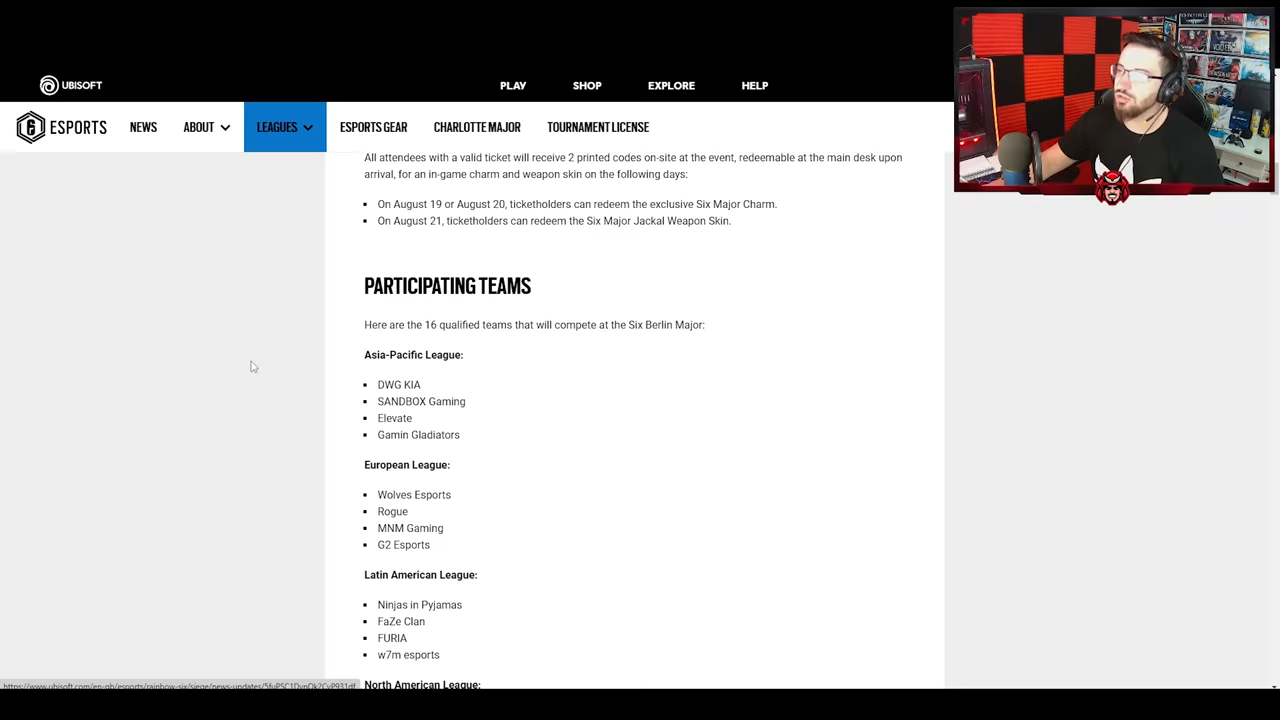 UBISOFT
PLAY
SHOP
EXPLORE
HELP
ESPORTS
NEWS
ABOUT
LEAGUES
ESPORTS GEAR
CHARLOTTE MAJOR
TOURNAMENT LICENSE
All attendees with a valid ticket will receive 2 printed codes on-site at the event, redeemable at the main desk upon
arrival, for an in-game charm and weapon skin on the following days:
On August 19 or August 20, ticketholders can redeem the exclusive Six Major Charm.
On August 21, ticketholders can redeem the Six Major Jackal Weapon Skin.
PARTICIPATING TEAMS
Here are the 16 qualified teams that will compete at the Six Berlin Major:
Asia-Pacific League:
DWG KIA
SANDBOX Gaming
Elevate
Gamin Gladiators
European League:
Wolves Esports
Rogue
MNM Gaming
G2 Esports
Latin American League:
Ninjas in Pyjamas
FaZe Clan
FURIA
w7m esports
North American League: